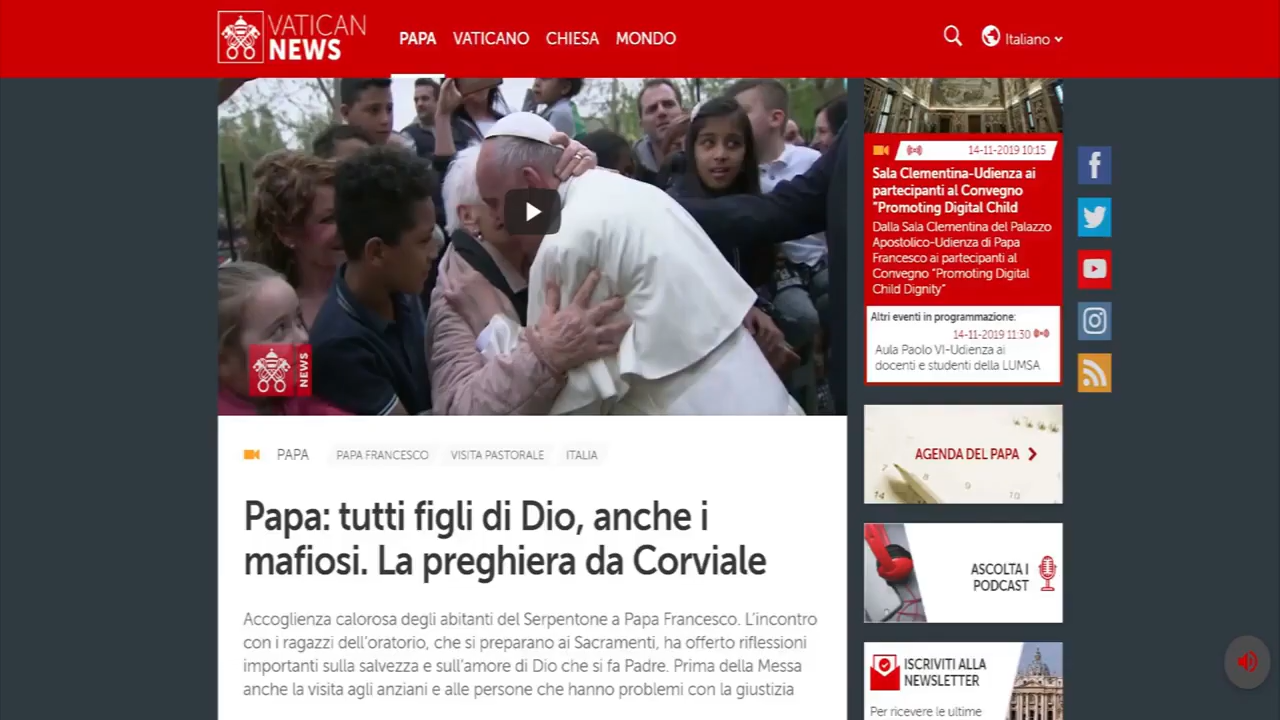 VATICAN
NEWS
PAPA VATICANO CHIESA MONDO
Italiano
NEWS
PAPA PAPA FRANCESCO VISITA PASTORALE ITALIA
Papa: tutti figli di Dio, anche i
mafiosi. La preghiera da Corviale
Accoglienza calorosa degli abitanti del Serpentone a Papa Francesco. L'incontro
con i ragazzi dell'oratorio, che si preparano ai Sacramenti, ha offerto riflessioni
importanti sulla salvezza e sull'amore di Dio che si fa Padre. Prima della Messa
anche la visita agli anziani e alle persone che hanno problemi con la giustizia
14-11-2019 10:15
Sala Clementina-Udienza ai
partecipanti al Convegno
"Promoting Digital Child
Dalla Sala Clementina del Palazzo
Apostolico-Udienza di Papa
Francesco ai partecipanti al
Convegno "Promoting Digital
Child Dignity"
Altri eventi in programmazione:
14-11-2019 11:30
Aula Paolo VI-Udienza ai
docenti e studenti della LUMSA
AGENDA DEL PAPA
7 8 9
14 10
ASCOLTA I
PODCAST
ISCRIVITI ALLA
NEWSLETTER
Per ricevere le ultime